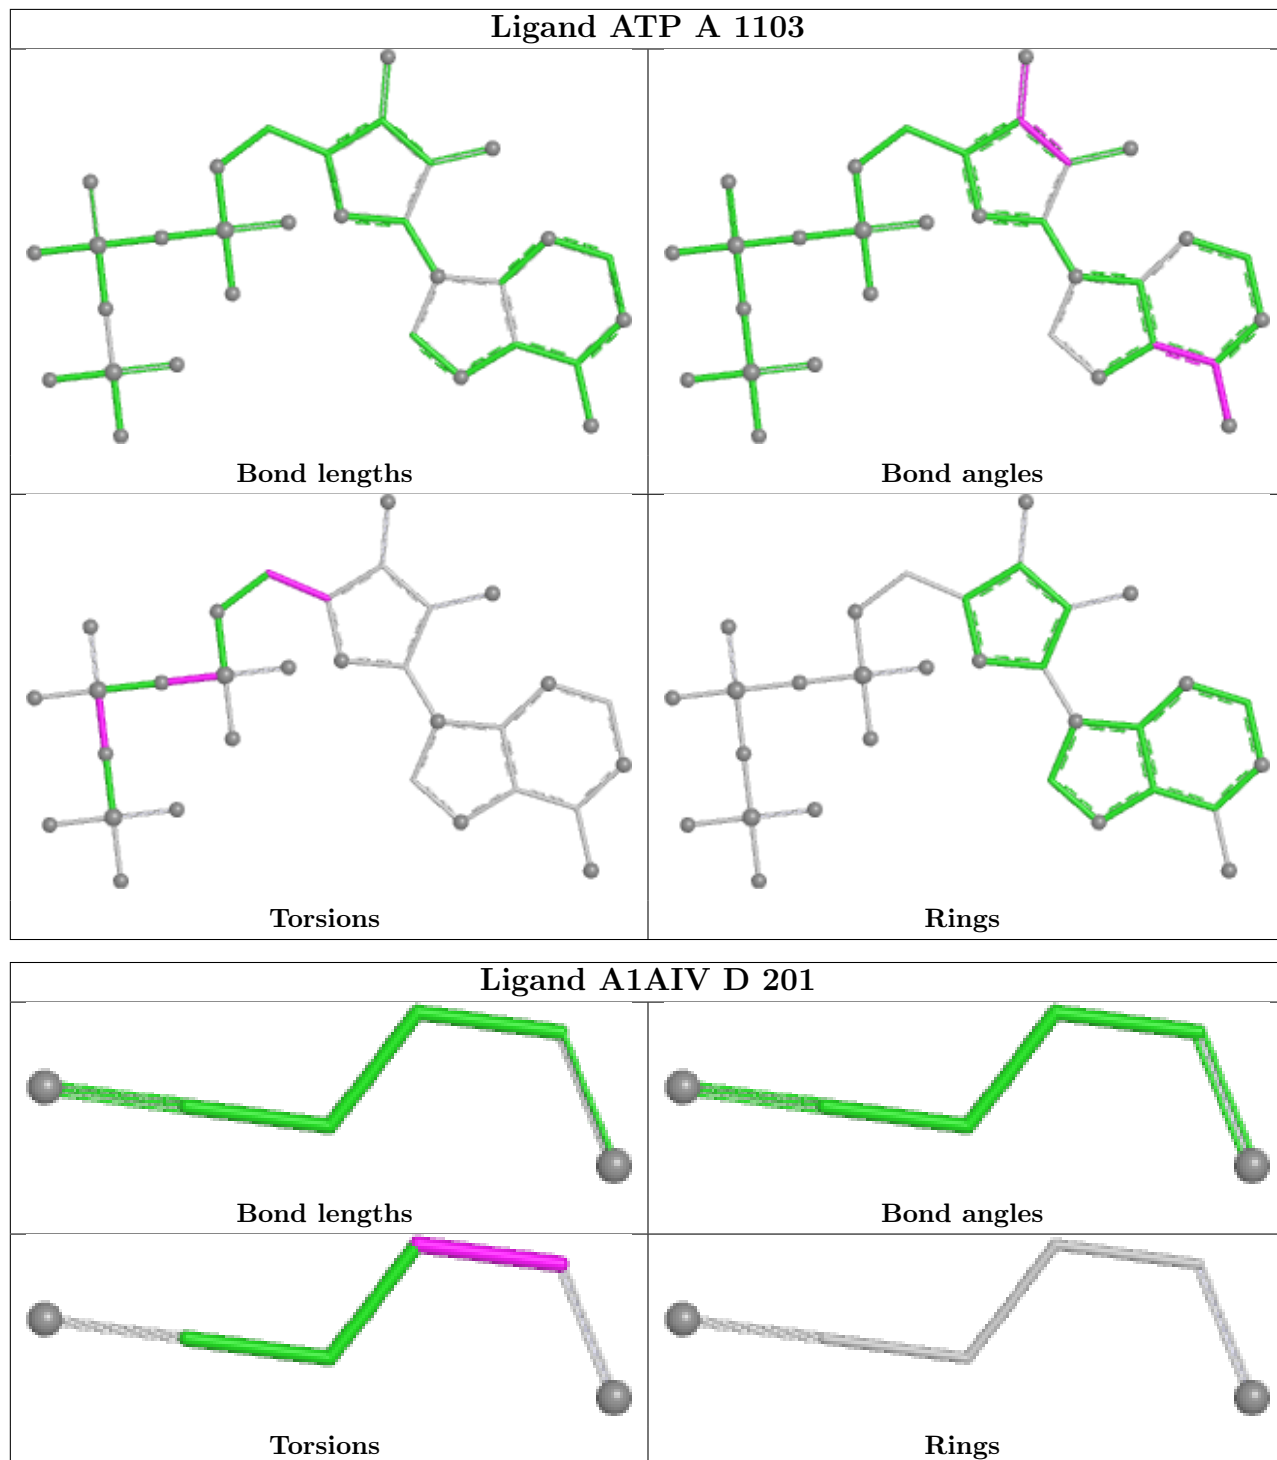 Ligand ATP A 1103
Bond lengths
Bond angles
Torsions
Rings
Ligand A1AIV D 201
Bond lengths
Bond angles
Torsions
Rings